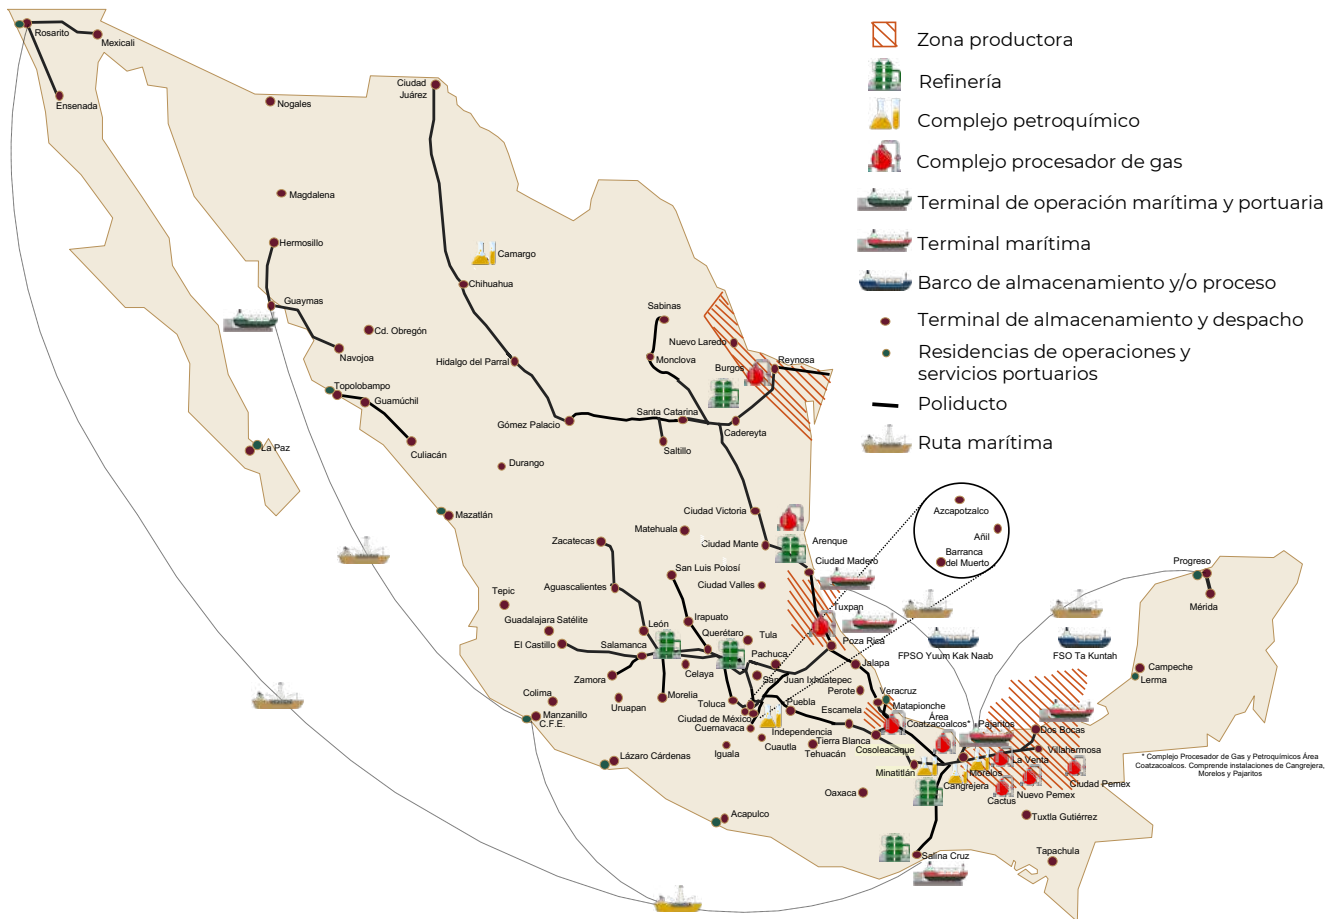 Zona productora
Refinería
Complejo petroquímico
Complejo procesador de gas
Terminal de operación marítima y portuaria
Terminal marítima
Barco de almacenamiento y/o proceso
Terminal de almacenamiento y despacho
Residencias de operaciones y
servicios portuarios
Poliducto
Ruta marítima
Rosarito
Mexicali
Ensenada
Nogales
Ciudad
Juárez
Magdalena
Hermosillo
Camargo
Chihuahua
Guaymas
Cd. Obregón
Navojoa
Sabinas
Nuevo Laredo
Monclova
Hidalgo del Parral
Burgos
Reynosa
Topolobampo
Guamúchil
Santa Catarina
Gómez Palacio
Cadereyta
Saltillo
Culiacán
La Paz
Durango
Mazatlán
Ciudad Victoria
Matehuala
Zacatecas
Ciudad Mante
Arenque
Ciudad Madero
Azcapotzalco
Añil
Barranca
del Muerto
San Luis Potosí
Ciudad Valles
Aguascalientes
Tepic
Guadalajara Satélite
Irapuato
León
Querétaro
Tula
Tuxpan
Poza Rica
El Castillo
Salamanca
Pachuca
Celaya
San Juan Ixhuatepec
Jalapa
Zamora
Morelia
Uruapan
Toluca
Puebla
Perote
Veracruz
Matapionche
Colima
Manzanillo
C.F.E.
Ciudad de México
Cuernavaca
Escamela
Independencia
Área
Coatzacoalcos*
Pajaritos
Cuautla
Iguala
Tierra Blanca
Tehuacán
Cosoleacaque
Dos Bocas
Villahermosa
Lázaro Cárdenas
Minatitlán
Morelos
La Venta
Cangrejera
Ciudad Pemex
Nuevo Pemex
Cactus
Oaxaca
Acapulco
Tuxtla Gutiérrez
Salina Cruz
Tapachula
FPSO Yuum Kak Naab
FSO Ta Kuntah
Progreso
Mérida
Campeche
Lerma
* Complejo Procesador de Gas y Petroquímicos Área
Coatzacoalcos. Comprende instalaciones de Cangrejera,
Morelos y Pajaritos